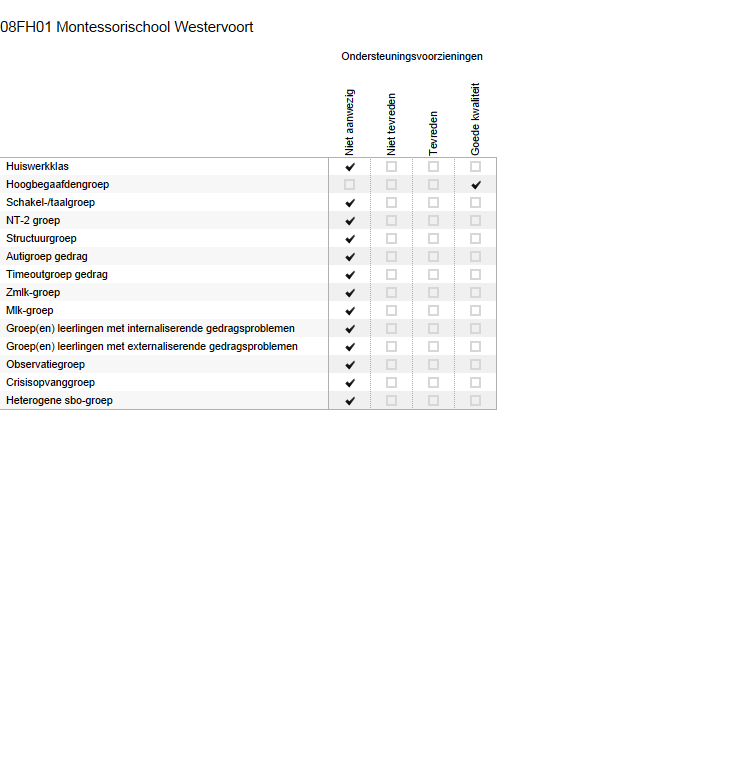 08FH01 Montessorischool Westervoort
Ondersteuningsvoorzieningen
Niet aanwezig
Niet tevreden
Tevreden
Goede kwaliteit
Huiswerkklas
Hoogbegaafdengroep
Schakel-/taalgroep
NT-2 groep
Structuurgroep
Autigroep gedrag
Timeoutgroep gedrag
Zmlk-groep
Mlk-groep
Groep(en) leerlingen met internaliserende gedragsproblemen
Groep(en) leerlingen met externaliserende gedragsproblemen
Observatiegroep
Crisisopvanggroep
Heterogene sbo-groep